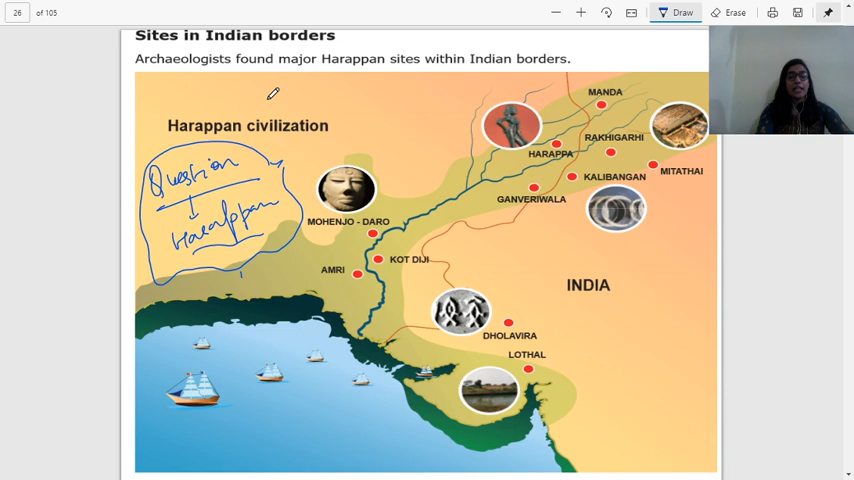 26 of 105
Draw
Erase
Sites in Indian borders
Archaeologists found major Harappan sites within Indian borders.
Harappan civilization
Question
Harappan
MANDA
RAKHIGARHI
HARAPPA
MITATHAI
KALIBANGAN
GANVERIWALA
MOHENJO - DARO
KOT DIJI
AMRI
INDIA
DHOLAVIRA
LOTHAL